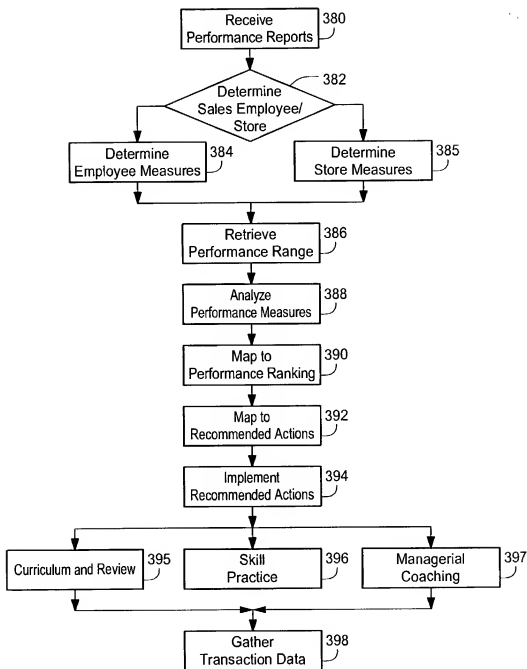 Receive
Performance Reports
380
382
Determine
Sales Employee/
Store
Determine
Employee Measures
384
Determine
Store Measures
385
Retrieve
Performance Range
386
Analyze
Performance Measures
388
Map to
Performance Ranking
390
Map to
Recommended Actions
392
Implement
Recommended Actions
394
Curriculum and Review
395
Skill
Practice
396
Managerial
Coaching
397
Gather
Transaction Data
398